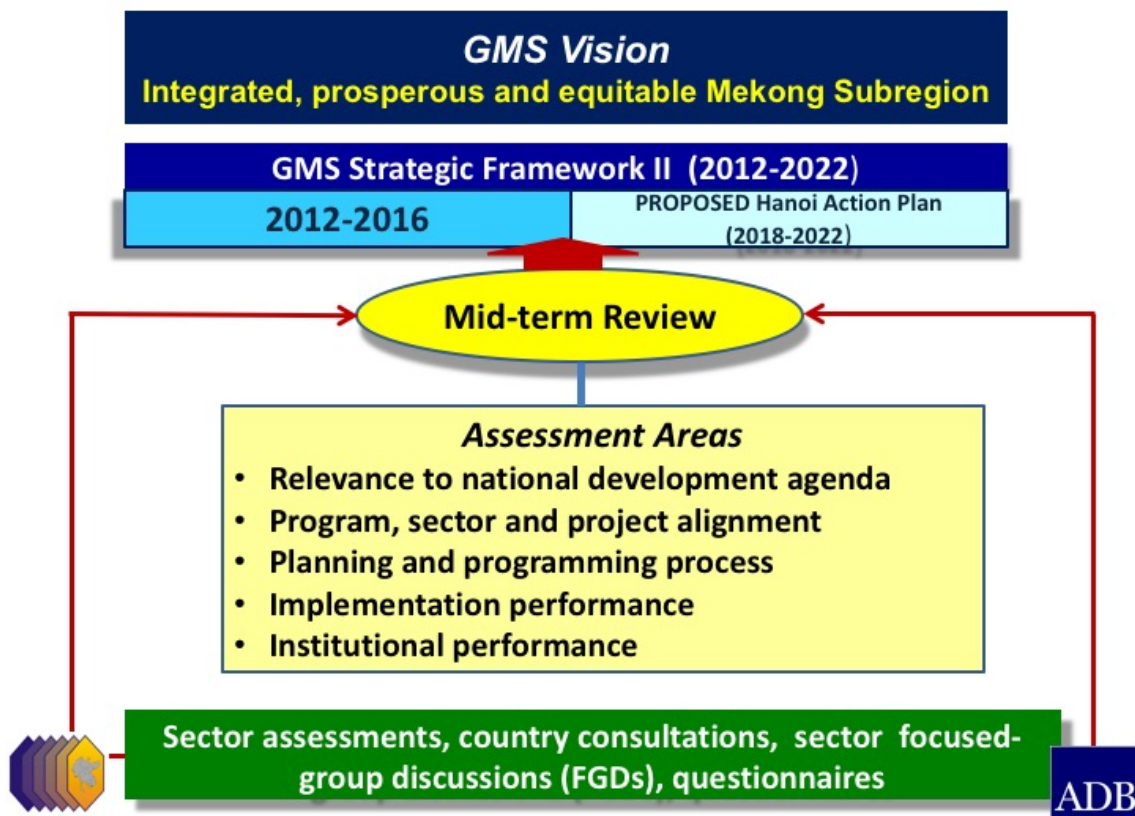 GMS Vision
Integrated, prosperous and equitable Mekong Subregion
GMS Strategic Framework II (2012-2022)
2012-2016
PROPOSED Hanoi Action Plan
(2018-2022)
Mid-term Review
Assessment Areas
• Relevance to national development agenda
• Program, sector and project alignment
• Planning and programming process
• Implementation performance
• Institutional performance
Sector assessments, country consultations, sector focused-
group discussions (FGDs), questionnaires
ADB